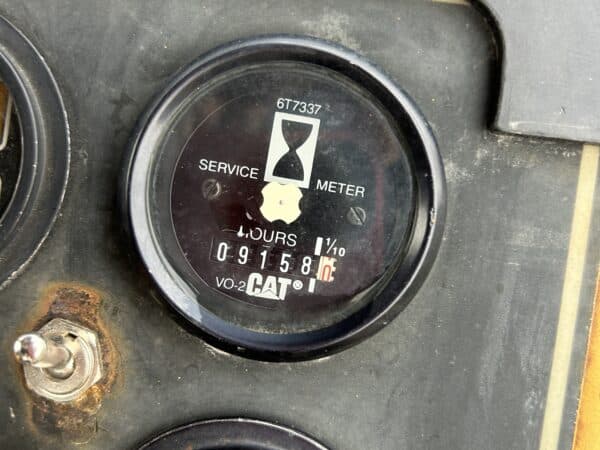 6T7337
SERVICE METER
HOURS 1/10
09158
VO-2 CAT®